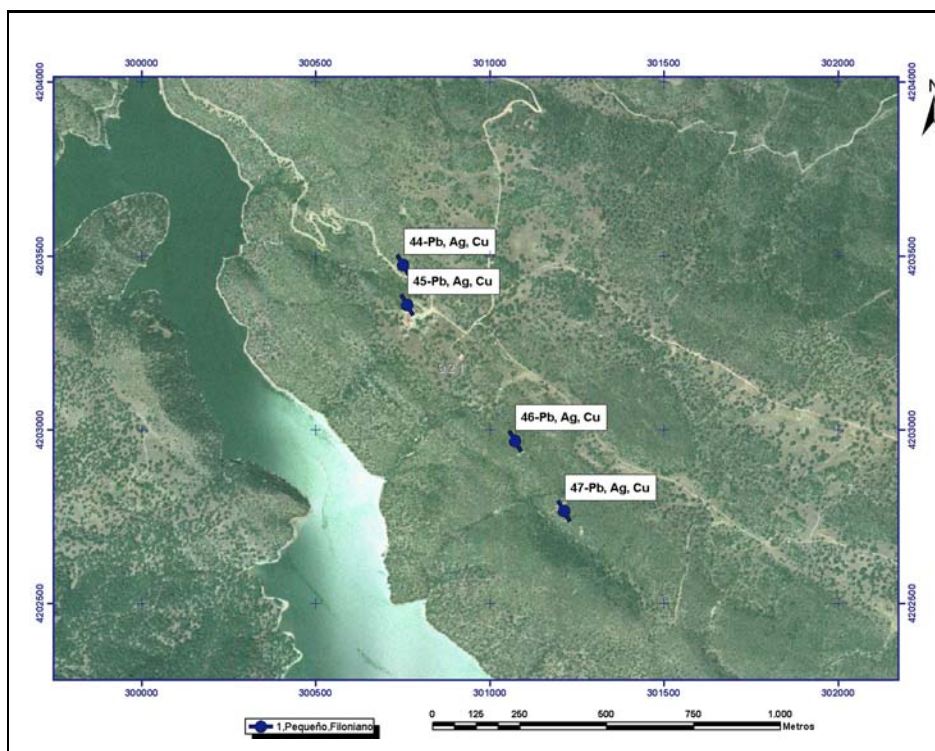 300000 300500 301000 301500 302000
N
4204000 4204000
4203500 4203500
44-Pb, Ag, Cu
45-Pb, Ag, Cu
4203000 4203000
46-Pb, Ag, Cu
47-Pb, Ag, Cu
4202500 4202500
300000 300500 301000 301500 302000
1,Pequeño,Filoniano
0 125 250 500 750 1.000
Metros